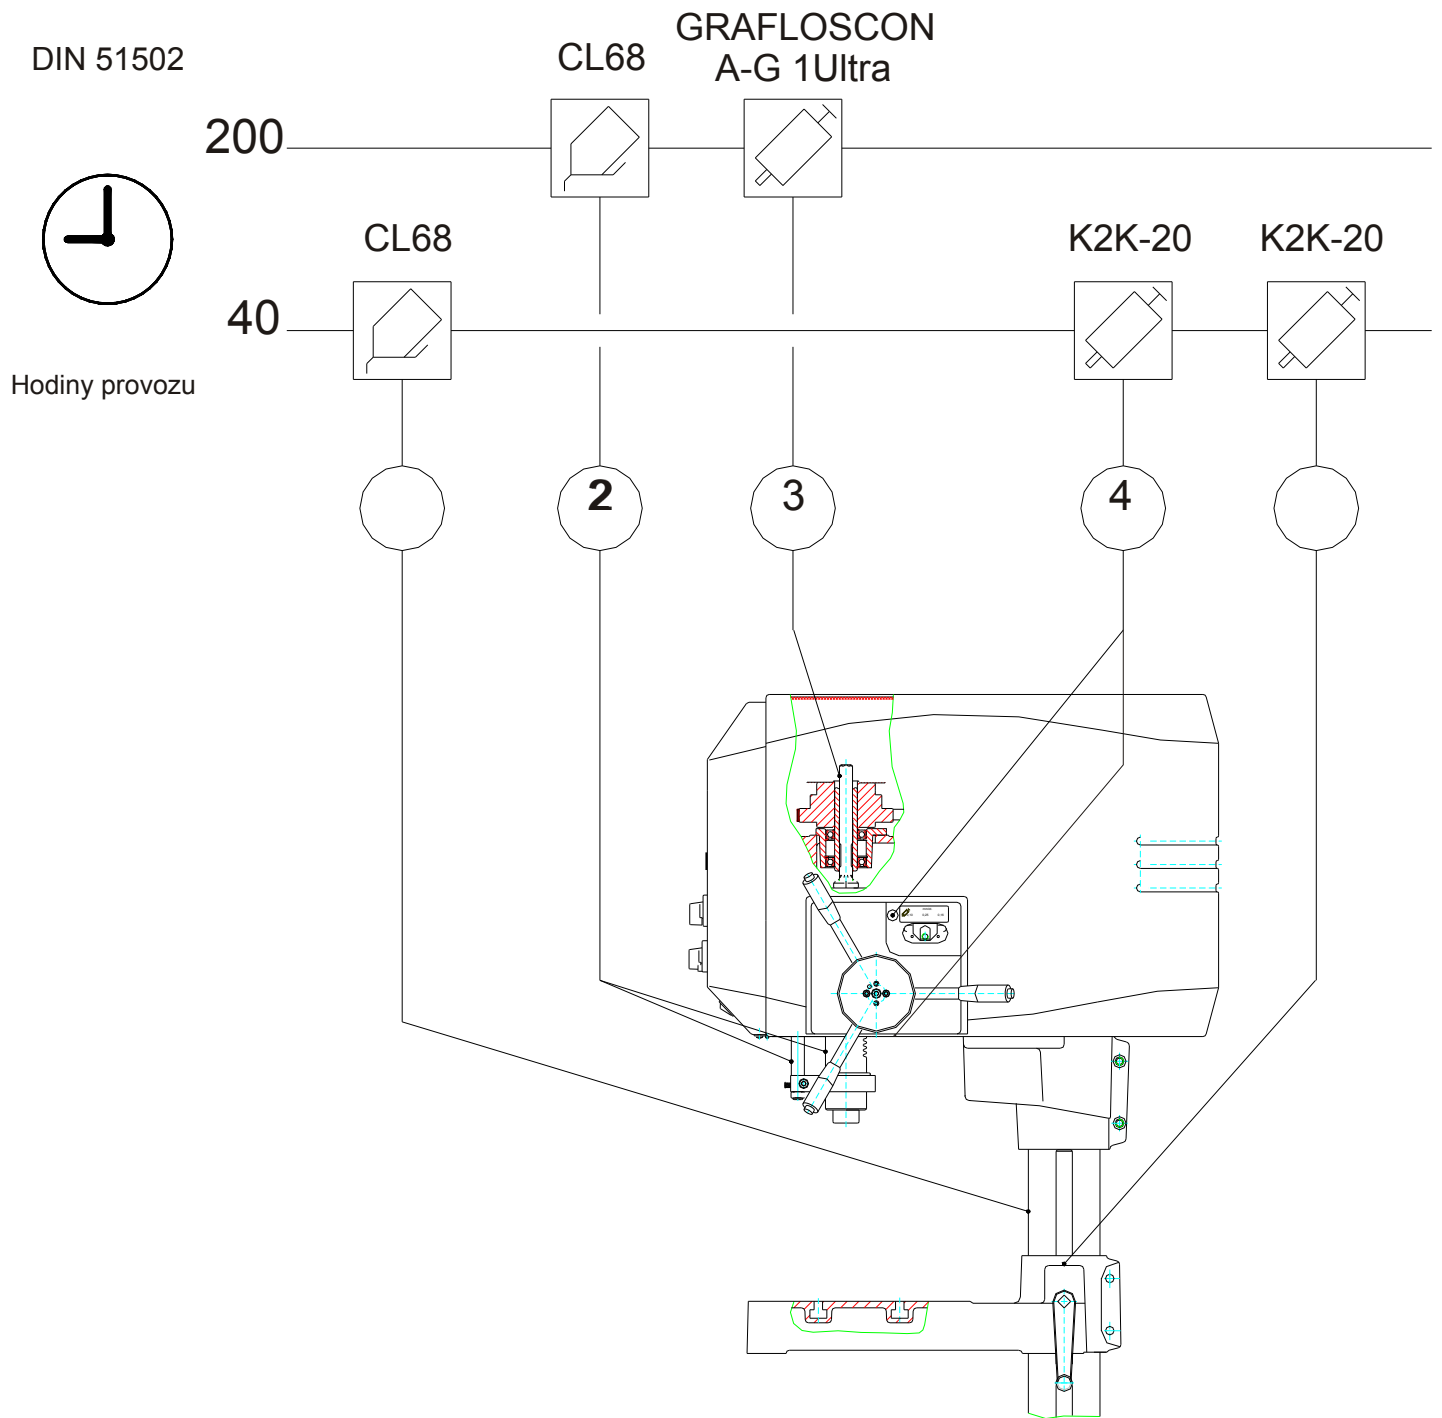 GRAFLOSCON
DIN 51502
CL68
A-G 1Ultra
200
CL68
K2K-20
K2K-20
40
Hodiny provozu
2
3
4